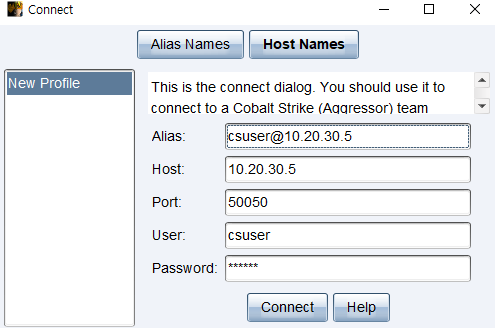 Connect
Alias Names Host Names
New Profile
This is the connect dialog. You should use it to
connect to a Cobalt Strike (Aggressor) team
Alias: csuser@10.20.30.5
Host: 10.20.30.5
Port: 50050
User: csuser
Password: ******
Connect Help